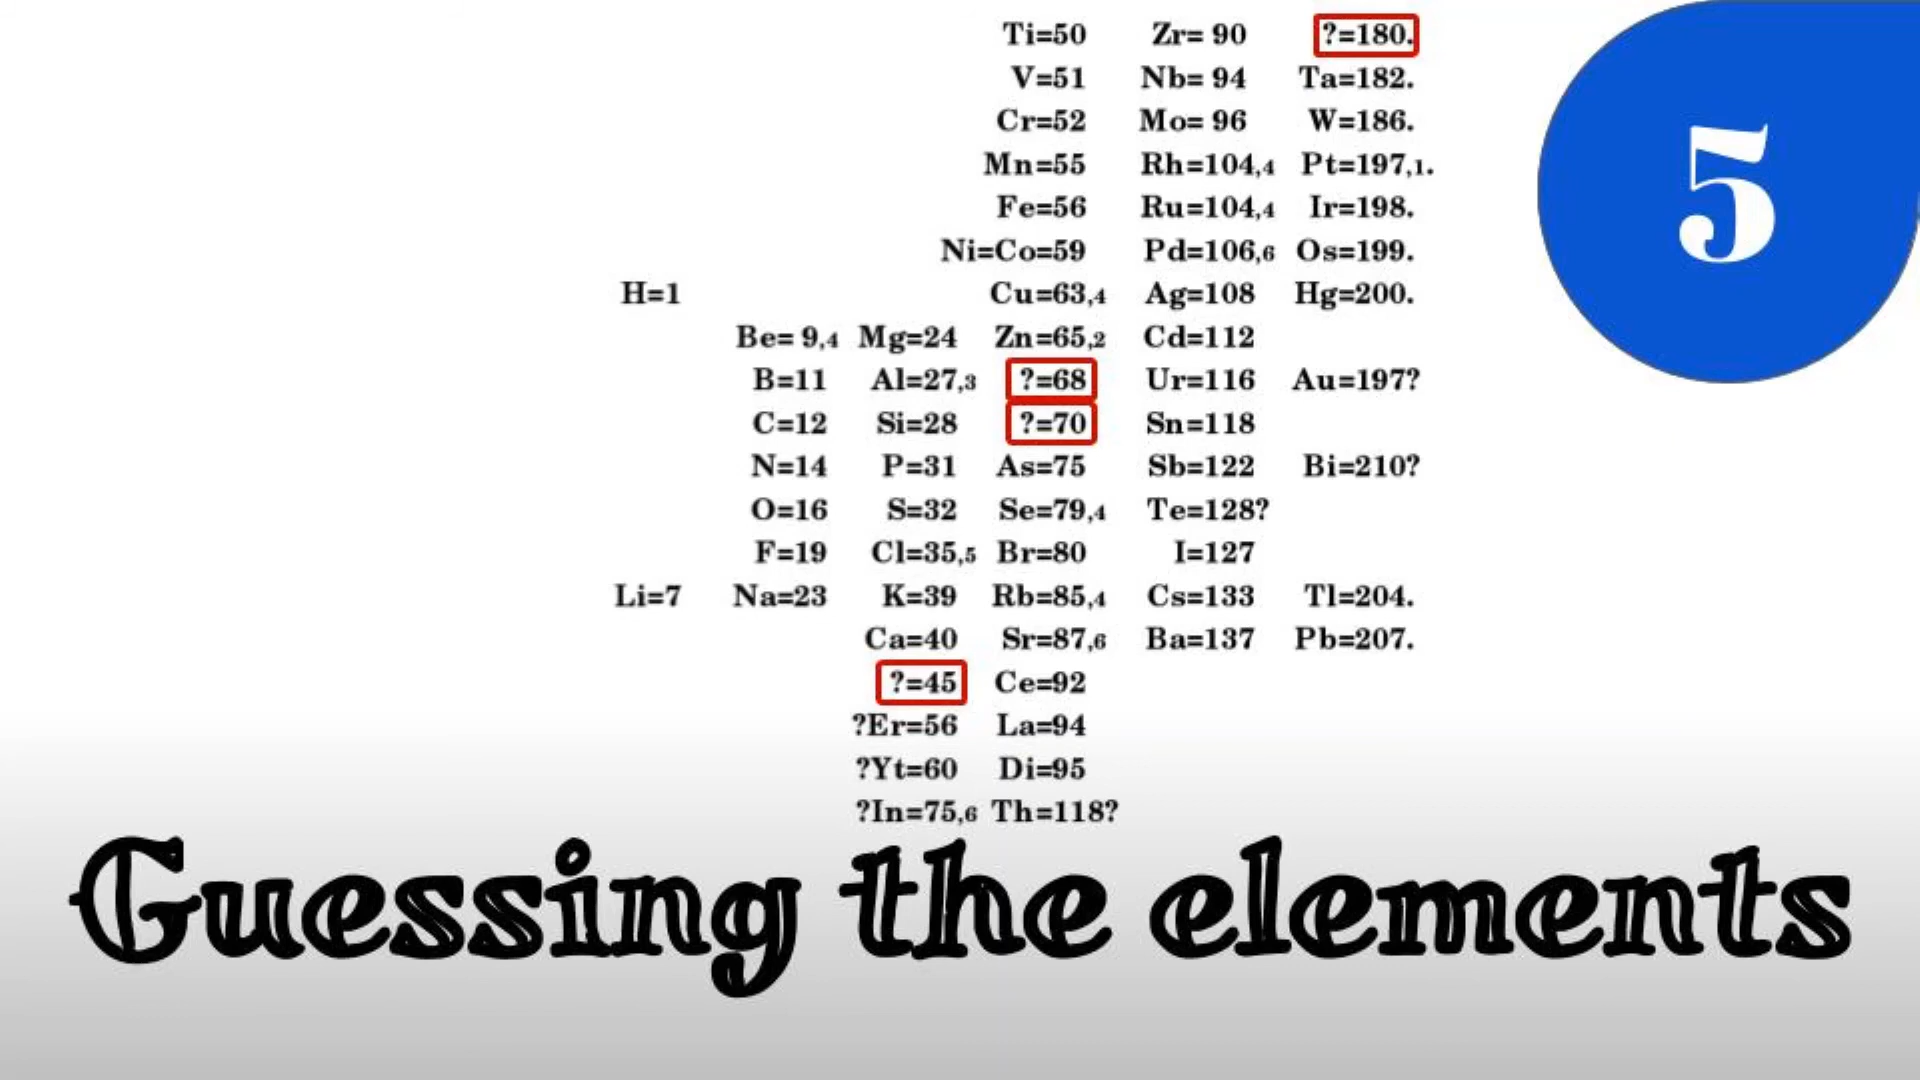 Ti=50 Zr= 90 ?=180.
V=51 Nb= 94 Ta=182.
Cr=52 Mo= 96 W=186.
Mn=55 Rh=104,4 Pt=197,1.
Fe=56 Ru=104,4 Ir=198.
Ni=Co=59 Pd=106,6 Os=199.
H=1 Cu=63,4 Ag=108 Hg=200.
Be= 9,4 Mg=24 Zn=65,2 Cd=112
B=11 Al=27,3 ?=68 Ur=116 Au=197?
C=12 Si=28 ?=70 Sn=118
N=14 P=31 As=75 Sb=122 Bi=210?
O=16 S=32 Se=79,4 Te=128?
F=19 Cl=35,5 Br=80 I=127
Li=7 Na=23 K=39 Rb=85,4 Cs=133 Tl=204.
Ca=40 Sr=87,6 Ba=137 Pb=207.
?=45 Ce=92
?Er=56 La=94
?Yt=60 Di=95
?In=75,6 Th=118?
5
Guessing the elements